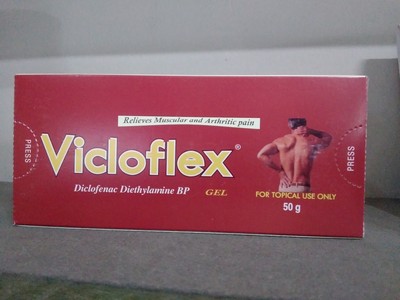 Relieves Muscular and Arthritic pain
PRESS
Vicloflex®
PRESS
Diclofenac Diethylamine BP GEL
FOR TOPICAL USE ONLY
50 g